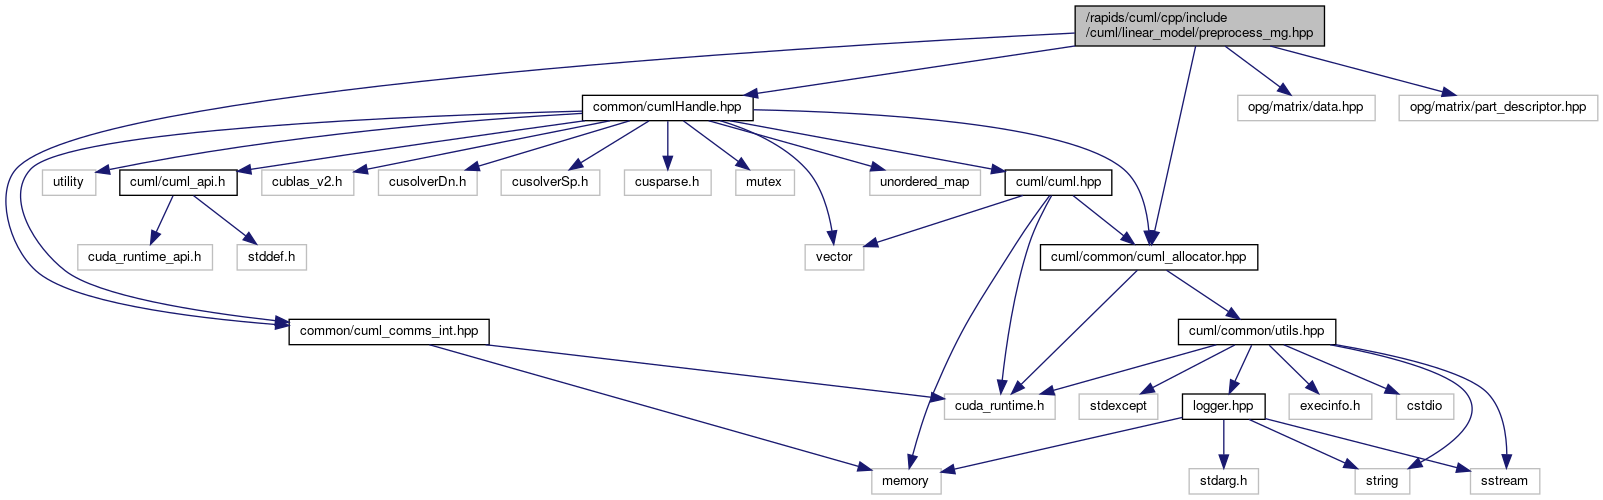 /rapids/cuml/cpp/include
/cuml/linear_model/preprocess_mg.hpp
common/cumlHandle.hpp
opg/matrix/data.hpp
opg/matrix/part_descriptor.hpp
utility
cuml/cuml_api.h
cublas_v2.h
cusolverDn.h
cusolverSp.h
cusparse.h
mutex
unordered_map
cuml/cuml.hpp
cuda_runtime_api.h
stddef.h
vector
cuml/common/cuml_allocator.hpp
common/cuml_comms_int.hpp
cuml/common/utils.hpp
cuda_runtime.h
stdexcept
logger.hpp
execinfo.h
cstdio
memory
stdarg.h
string
sstream